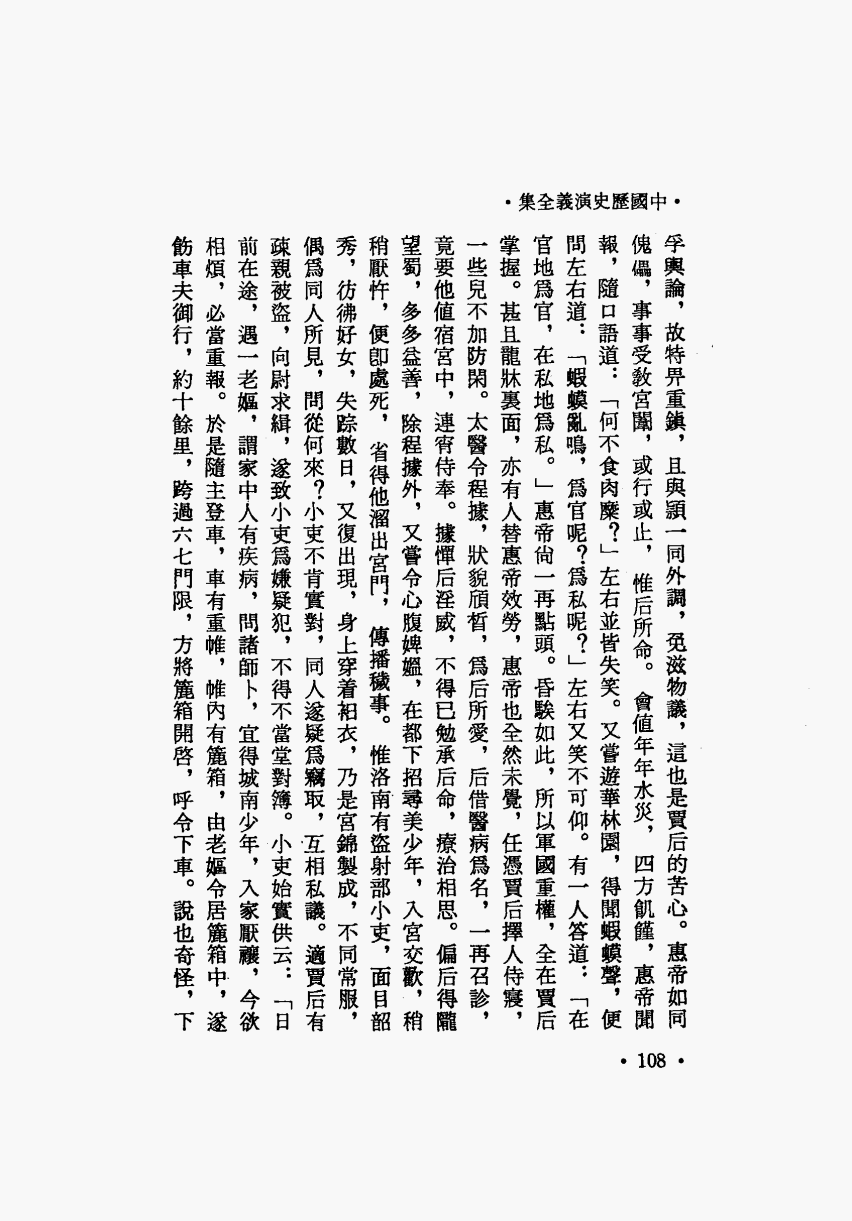 •中國歷史演義全集•
孚輿論，故特畀重鎮，且與顒一同外調，免滋物議，這也是賈后的苦心。惠帝如同
傀儡，事事受教宮闈，或行或止，惟后所命。會值年年水災，四方飢饉，惠帝聞
報，隨口語道：「何不食肉糜？」左右並皆失笑。又嘗遊華林園，得聞蝦蟆聲，便
問左右道：「蝦蟆亂鳴，為官呢？為私呢？」左右又笑不可仰。有一人答道：「在
官地為官，在私地為私。」惠帝尚一再點頭。昏騃如此，所以軍國重權，全在賈后
掌握。甚且龍牀裏面，亦有人替惠帝效勞，惠帝也全然未覺，任憑賈后擇人侍寢，
一些兒不加防閑。太醫令程據，狀貌頎皙，為后所愛，后借醫病為名，一再召診，
竟要他值宿宮中，連宵侍奉。據憚后淫威，不得已勉承后命，療治相思。偏后得隴
望蜀，多多益善，除程據外，又嘗令心腹婢媼，在都下招尋美少年，入宮交歡，稍
稍厭忤，便即處死，省得他溜出宮門，傳播穢事。惟洛南有盜尉部小吏，面目韶
秀，彷彿好女，失踪數日，又復出現，身上穿着衵衣，乃是宮錦製成，不同常服，
偶為同人所見，問從何來？小吏不肯實對，同人遂疑為竊取，互相私議。適賈后有
疎親被盜，向尉求緝，遂致小吏為嫌疑犯，不得不當堂對簿。小吏始實供云：「日
前在途，遇一老嫗，謂家中人有疾病，問諸師卜，宜得城南少年，入家厭禳，今欲
相煩，必當重報。於是隨主登車，車有重帷，帷內有簏箱，由老嫗令居簏箱中，遂
飭車夫御行，約十餘里，跨過六七門限，方將簏箱開啓，呼令下車。說也奇怪，下
•108•